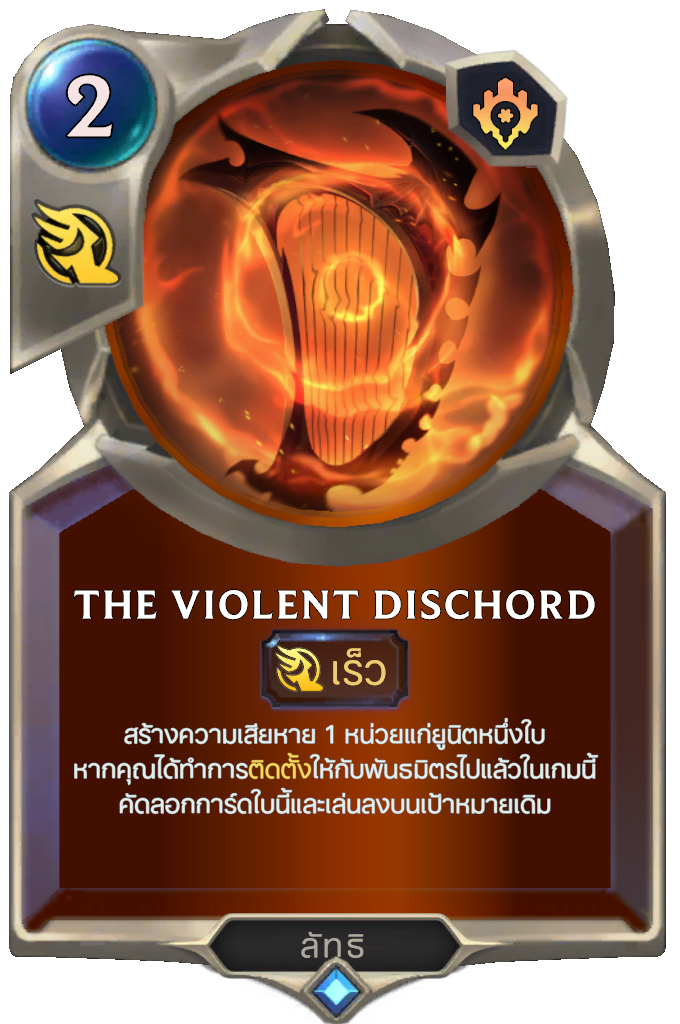 2
THE VIOLENT DISCHORD
เร็ว
สร้างความเสียหาย 1 หน่วยแก่ยูนิตหนึ่งใบ
หากคุณได้ทำการติดตั้งให้กับพันธมิตรไปแล้วในเกมนี้
คัดลอกการ์ดใบนี้และเล่นลงบนเป้าหมายเดิม
ลัทธิ